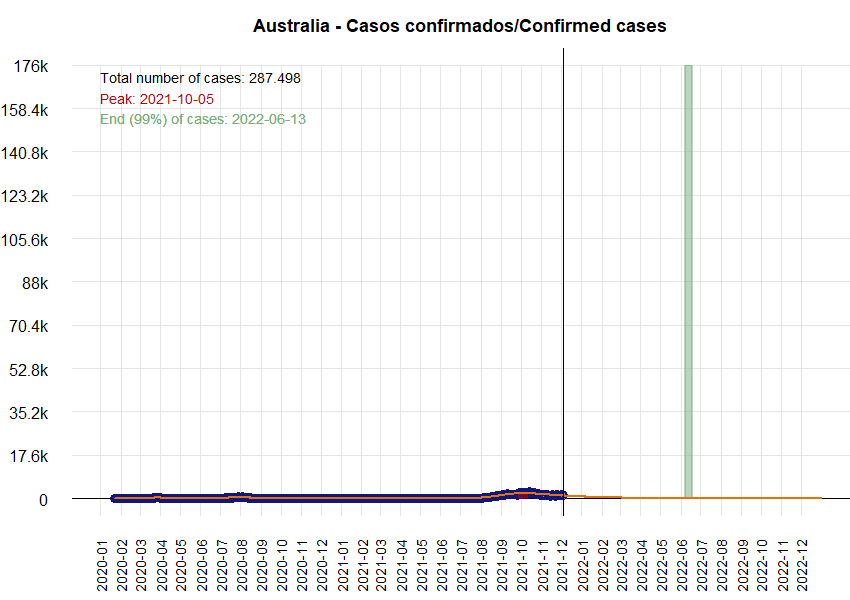 Australia - Casos confirmados/Confirmed cases
176k
Total number of cases: 287.498
Peak: 2021-10-05
158.4k
End (99%) of cases: 2022-06-13
140.8k
123.2k
105.6k
88k
70.4k
52.8k
35.2k
17.6k
0
2020-01
2020-02
2020-03
2020-04
2020-05
2020-06
2020-07
2020-08
2020-09
2020-10
2020-11
2020-12
2021-01
2021-02
2021-03
2021-04
2021-05
2021-06
2021-07
2021-08
2021-09
2021-10
2021-11
2021-12
2022-01
2022-02
2022-03
2022-04
2022-05
2022-06
2022-07
2022-08
2022-09
2022-10
2022-11
2022-12